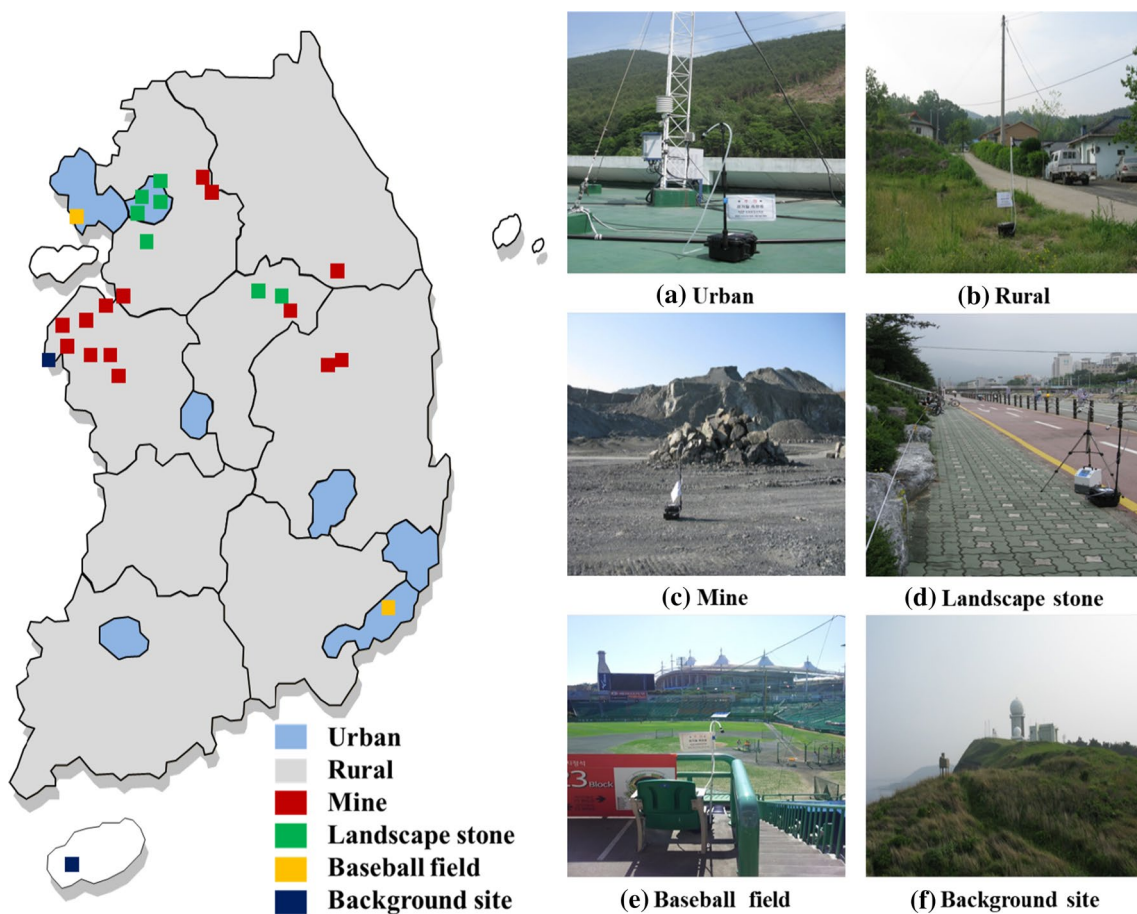 Urban
Rural
Mine
Landscape stone
Baseball field
Background site
(a) Urban
(b) Rural
(c) Mine
(d) Landscape stone
23 Block
(e) Baseball field
(f) Background site